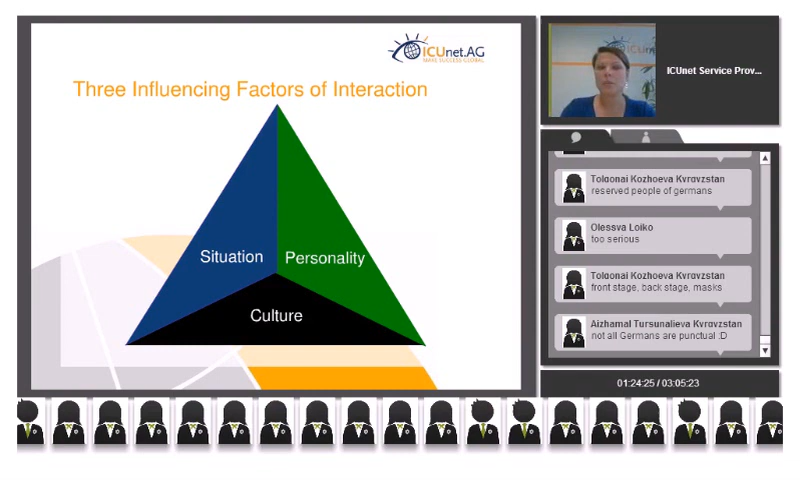 ICUnet.AG
MAKE SUCCESS GLOBAL
Three Influencing Factors of Interaction
Situation
Personality
Culture
ICUnet Service Prov...
Tolgonai Kozhoeva Kyrgyzstan
reserved people of germans
Olessya Loiko
too serious
Tolgonai Kozhoeva Kyrgyzstan
front stage, back stage, masks
Aizhamal Tursunalieva Kyrgyzstan
not all Germans are punctual :D
01:24:25 / 03:05:23